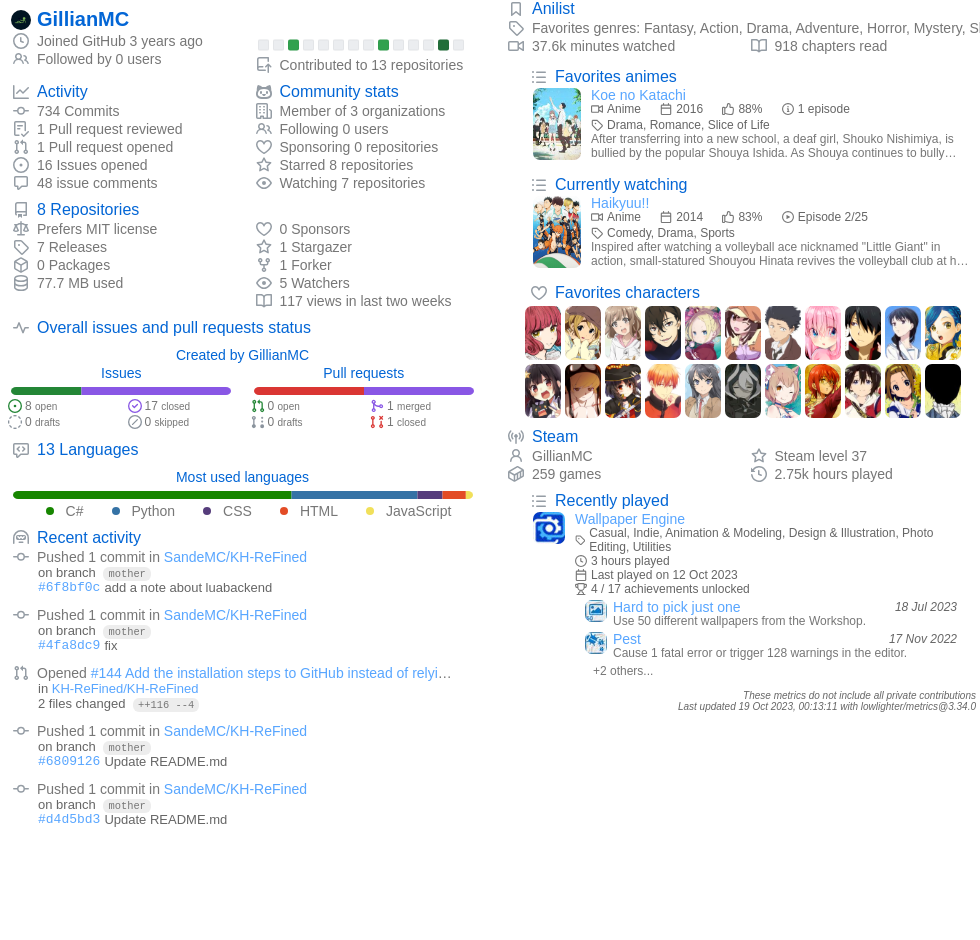 GillianMC
Joined GitHub 3 years ago
Followed by 0 users
Contributed to 13 repositories
Activity
734 Commits
1 Pull request reviewed
1 Pull request opened
16 Issues opened
48 issue comments
Community stats
Member of 3 organizations
Following 0 users
Sponsoring 0 repositories
Starred 8 repositories
Watching 7 repositories
8 Repositories
Prefers MIT license
7 Releases
0 Packages
77.7 MB used
0 Sponsors
1 Stargazer
1 Forker
5 Watchers
117 views in last two weeks
Overall issues and pull requests status
Created by GillianMC
Issues
8 open
17 closed
0 drafts
0 skipped
Pull requests
0 open
1 merged
0 drafts
1 closed
13 Languages
Most used languages
C# Python CSS HTML JavaScript
Recent activity
Pushed 1 commit in SandeMC/KH-ReFined
on branch mother
#6f8bf0c add a note about luabackend
Pushed 1 commit in SandeMC/KH-ReFined
on branch mother
#4fa8dc9 fix
Opened #144 Add the installation steps to GitHub instead of relyi…
in KH-ReFined/KH-ReFined
2 files changed ++116 --4
Pushed 1 commit in SandeMC/KH-ReFined
on branch mother
#6809126 Update README.md
Pushed 1 commit in SandeMC/KH-ReFined
on branch mother
#d4d5bd3 Update README.md
Anilist
Favorites genres: Fantasy, Action, Drama, Adventure, Horror, Mystery,
37.6k minutes watched
918 chapters read
Favorites animes
Koe no Katachi
Anime 2016 88% 1 episode
Drama, Romance, Slice of Life
After transferring into a new school, a deaf girl, Shouko Nishimiya, is
bullied by the popular Shouya Ishida. As Shouya continues to bully…
Currently watching
Haikyuu!!
Anime 2014 83% Episode 2/25
Comedy, Drama, Sports
Inspired after watching a volleyball ace nicknamed "Little Giant" in
action, small-statured Shouyou Hinata revives the volleyball club at h…
Favorites characters
Steam
GillianMC
Steam level 37
259 games
2.75k hours played
Recently played
Wallpaper Engine
Casual, Indie, Animation & Modeling, Design & Illustration, Photo
Editing, Utilities
3 hours played
Last played on 12 Oct 2023
4 / 17 achievements unlocked
Hard to pick just one 18 Jul 2023
Use 50 different wallpapers from the Workshop.
Pest 17 Nov 2022
Cause 1 fatal error or trigger 128 warnings in the editor.
+2 others...
These metrics do not include all private contributions
Last updated 19 Oct 2023, 00:13:11 with lowlighter/metrics@3.34.0